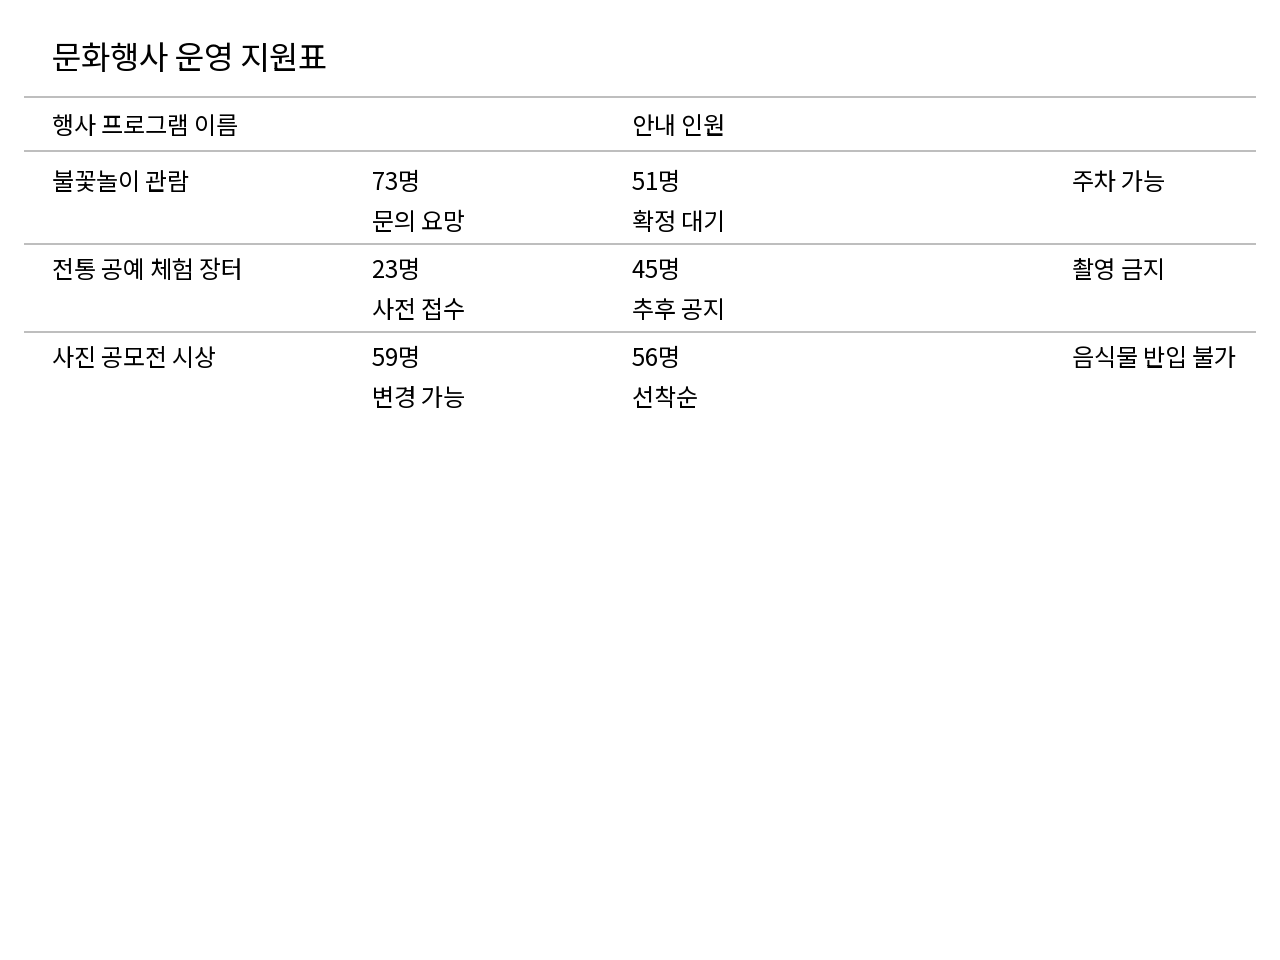 문화행사 운영 지원표
행사 프로그램 이름 안내 인원
불꽃놀이 관람 73명 51명 주차 가능
문의 요망 확정 대기
전통 공예 체험 장터 23명 45명 촬영 금지
사전 접수 추후 공지
사진 공모전 시상 59명 56명 음식물 반입 불가
변경 가능 선착순